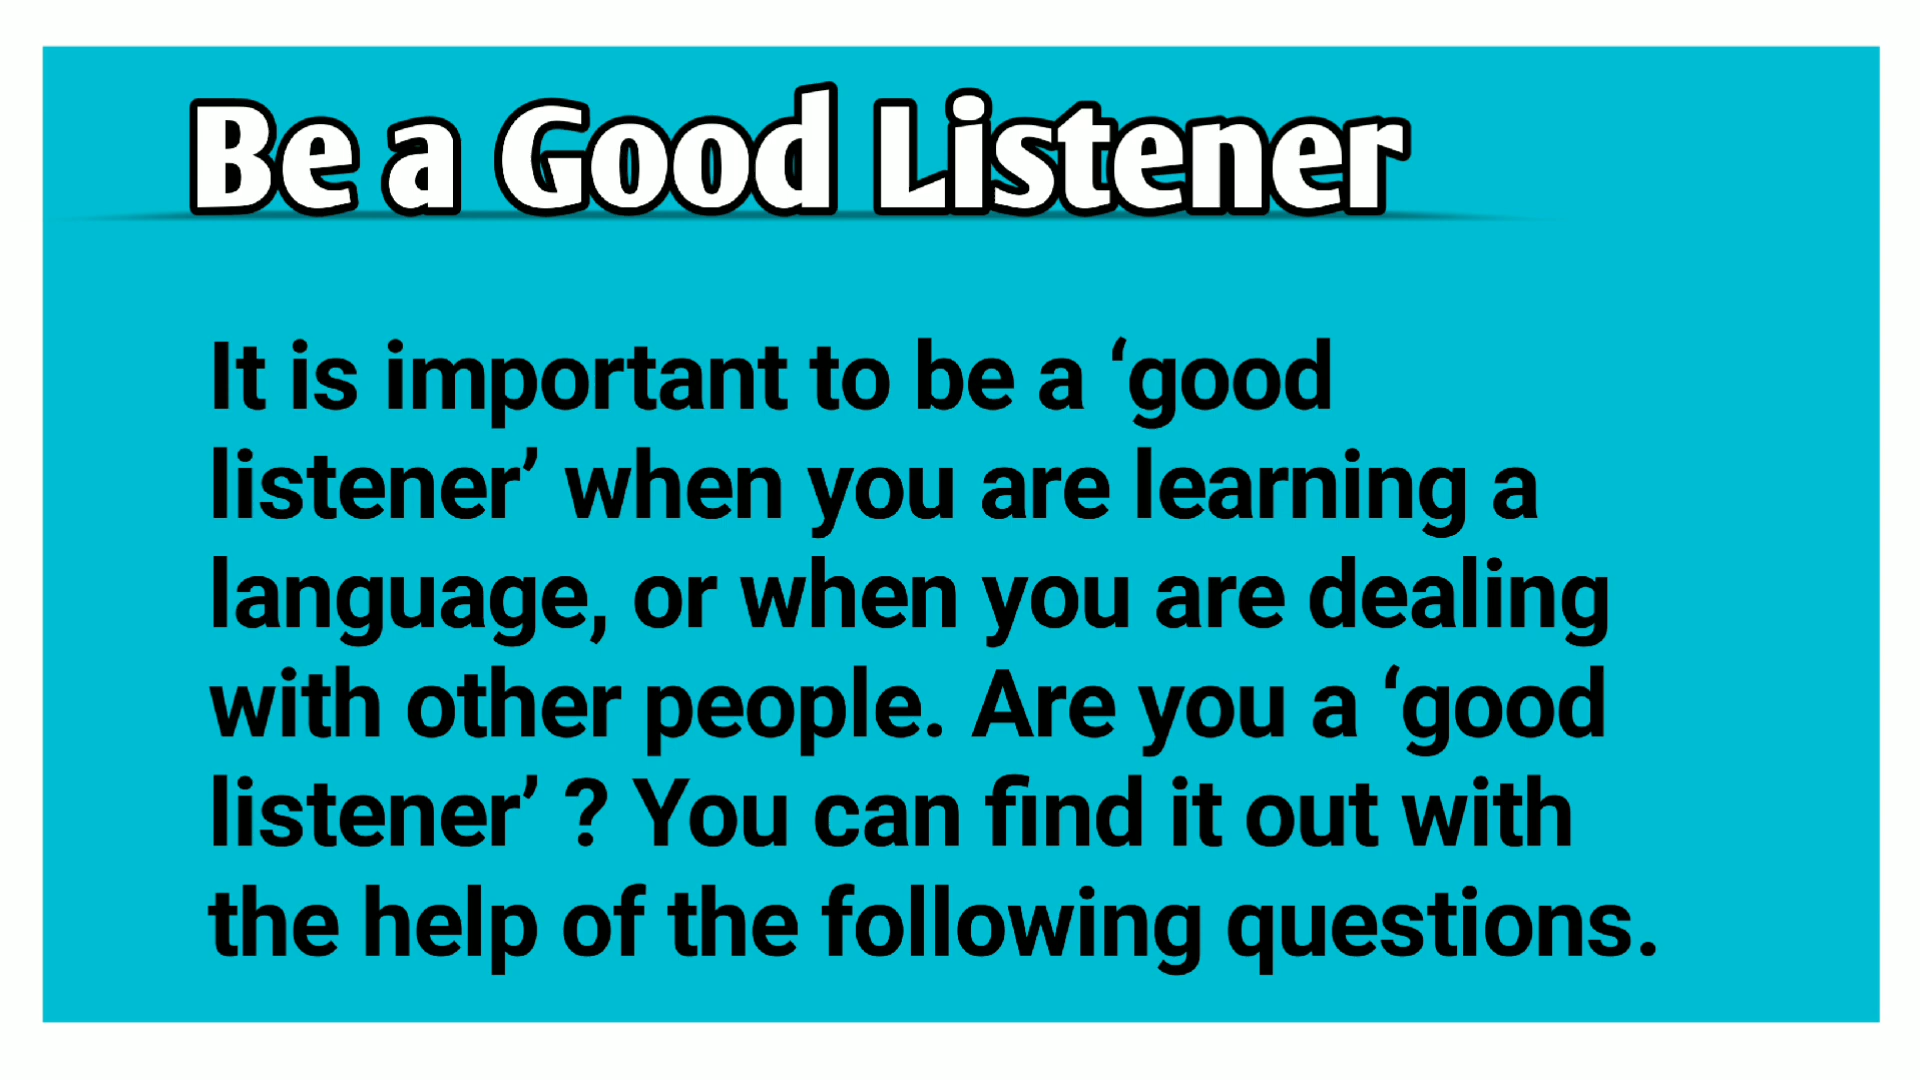 Be a Good Listener
It is important to be a ‘good
listener’ when you are learning a
language, or when you are dealing
with other people. Are you a ‘good
listener’ ? You can find it out with
the help of the following questions.